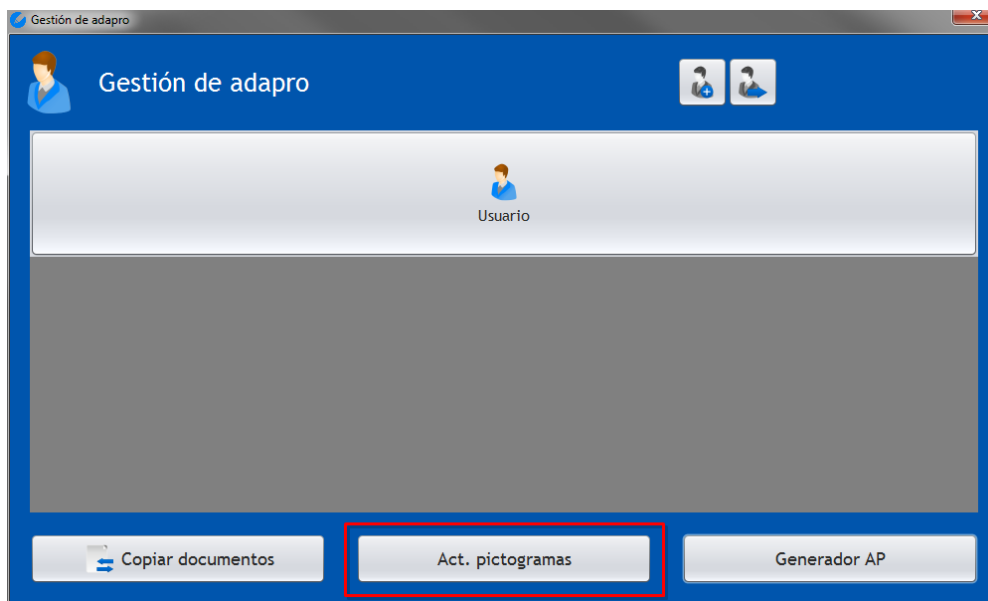 Gestión de adapro
Gestión de adapro
Usuario
Copiar documentos
Act. pictogramas
Generador AP